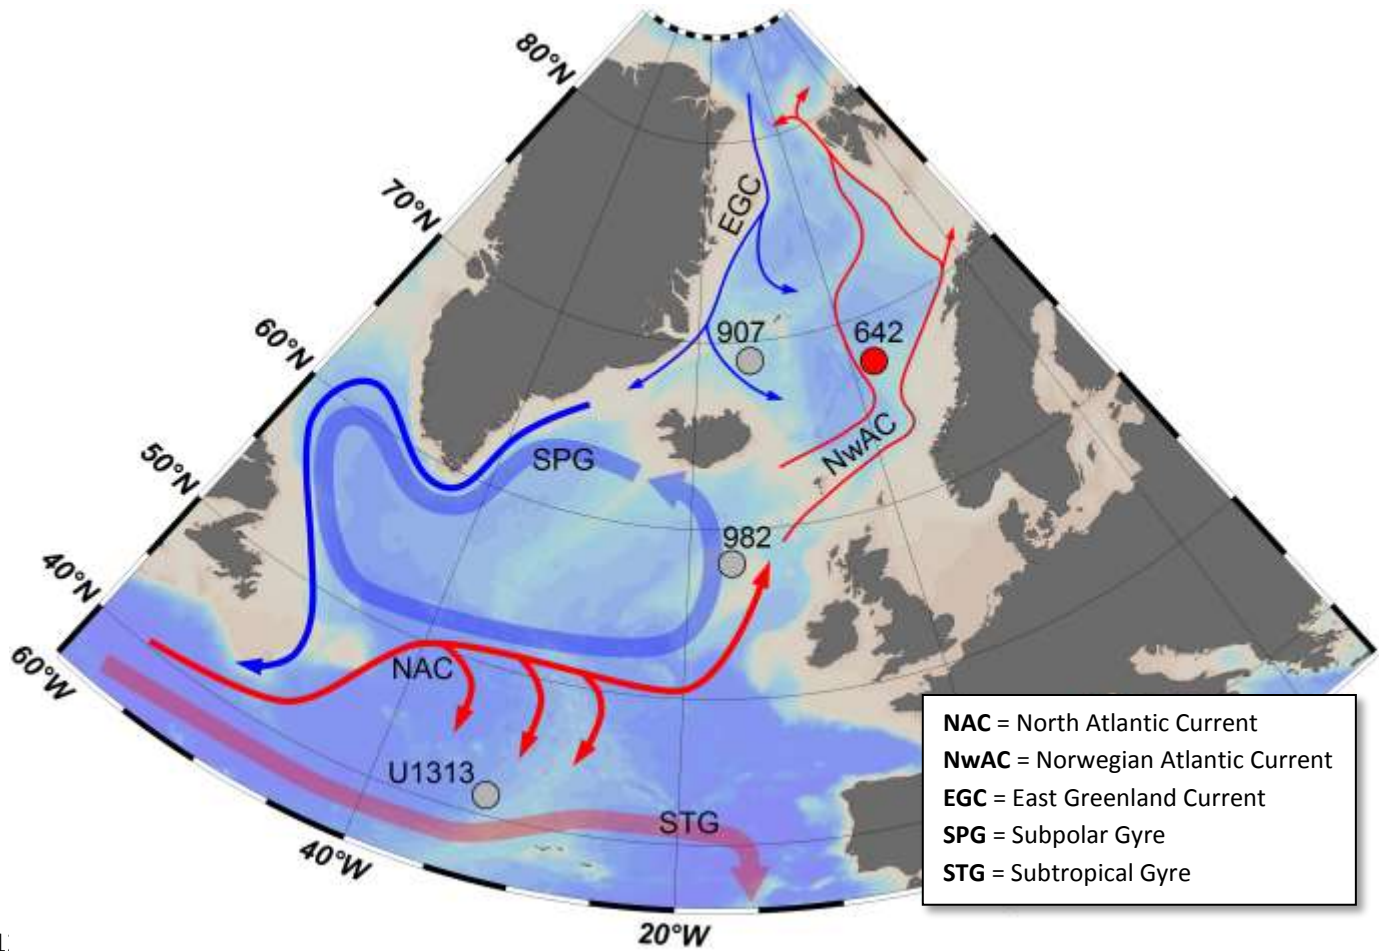 80°N
70°N
EGC
60°N
907
642
50°N
SPG
NwAC
982
40°N
NAC
60°W
U1313
STG
40°W
20°W
NAC = North Atlantic Current
NwAC = Norwegian Atlantic Current
EGC = East Greenland Current
SPG = Subpolar Gyre
STG = Subtropical Gyre